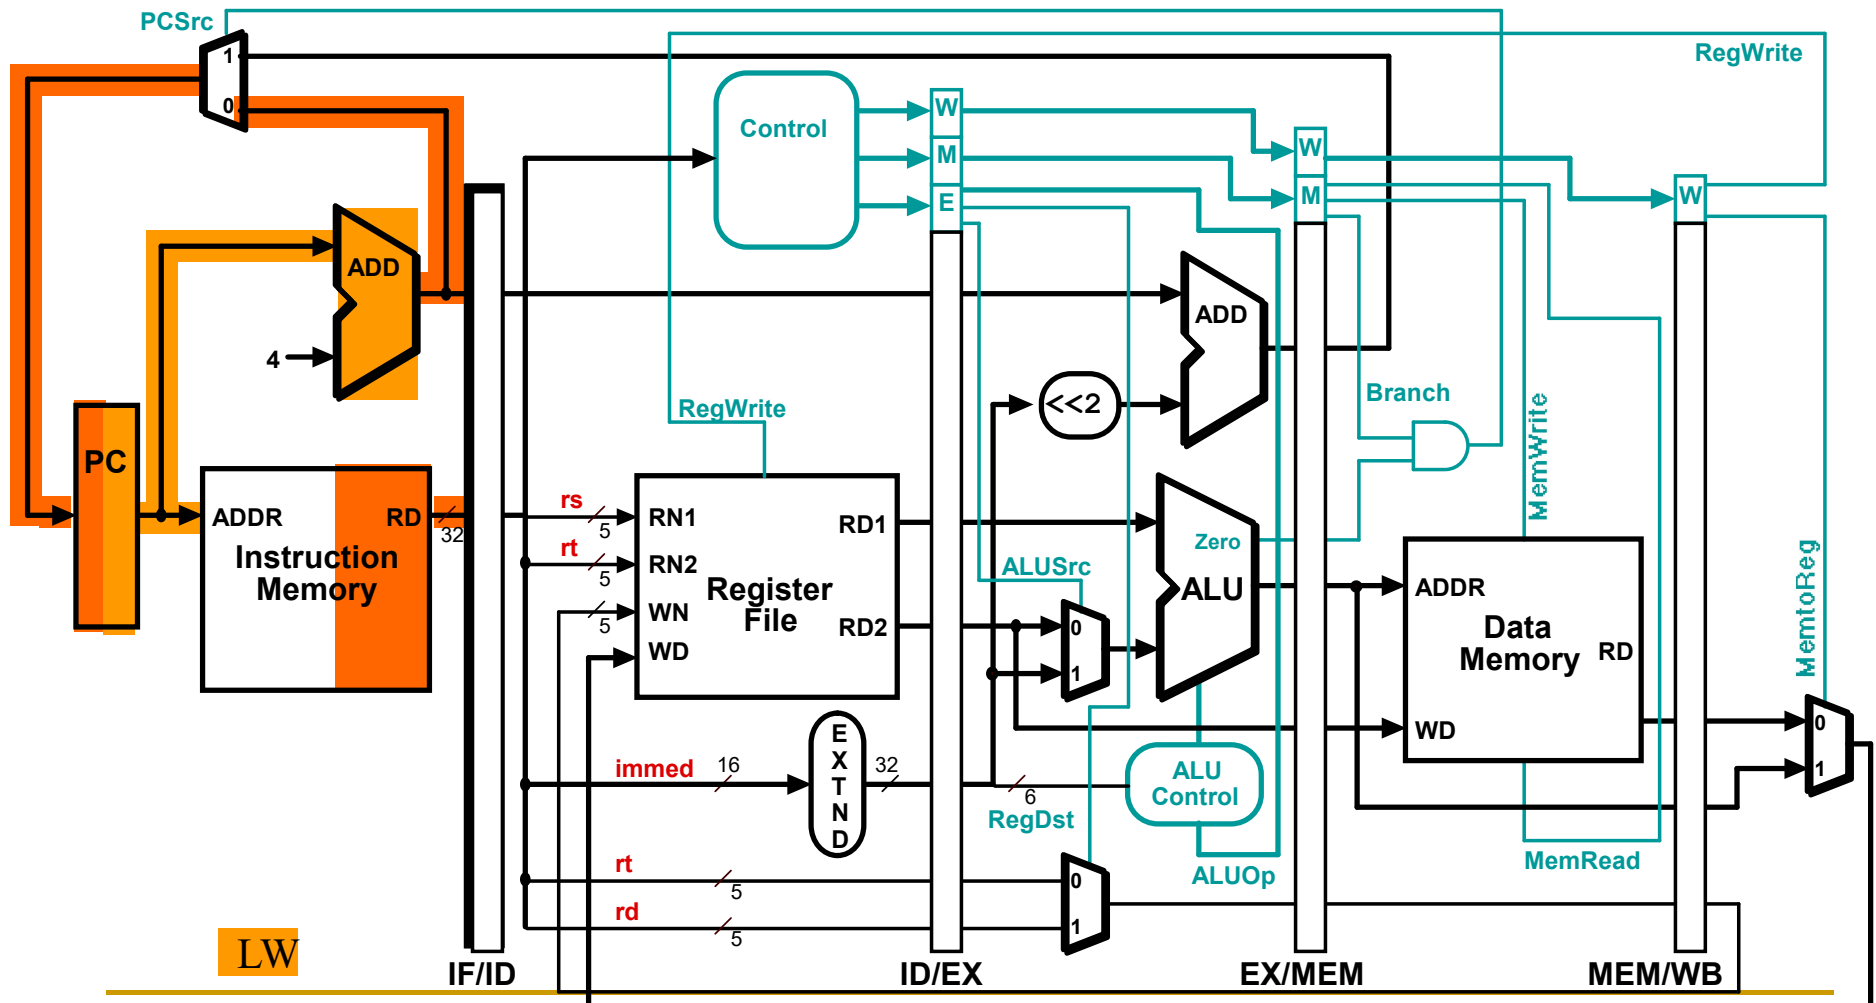 PCSrc
1
0
RegWrite
Control
W
M
E
W
M
W
ADD
4
ADD
<<2
Branch
MemWrite
MemtoReg
PC
ADDR
RD
32
Instruction
Memory
RegWrite
rs
5
rt
5
5
RN1
RN2
WN
WD
RD1
RD2
Register
File
ALUSrc
0
1
Zero
ALU
ADDR
Data
Memory
RD
WD
0
1
immed
16
E
X
T
N
D
32
6
ALU
Control
RegDst
ALUOp
MemRead
rt
5
rd
5
0
1
LW
IF/ID
ID/EX
EX/MEM
MEM/WB